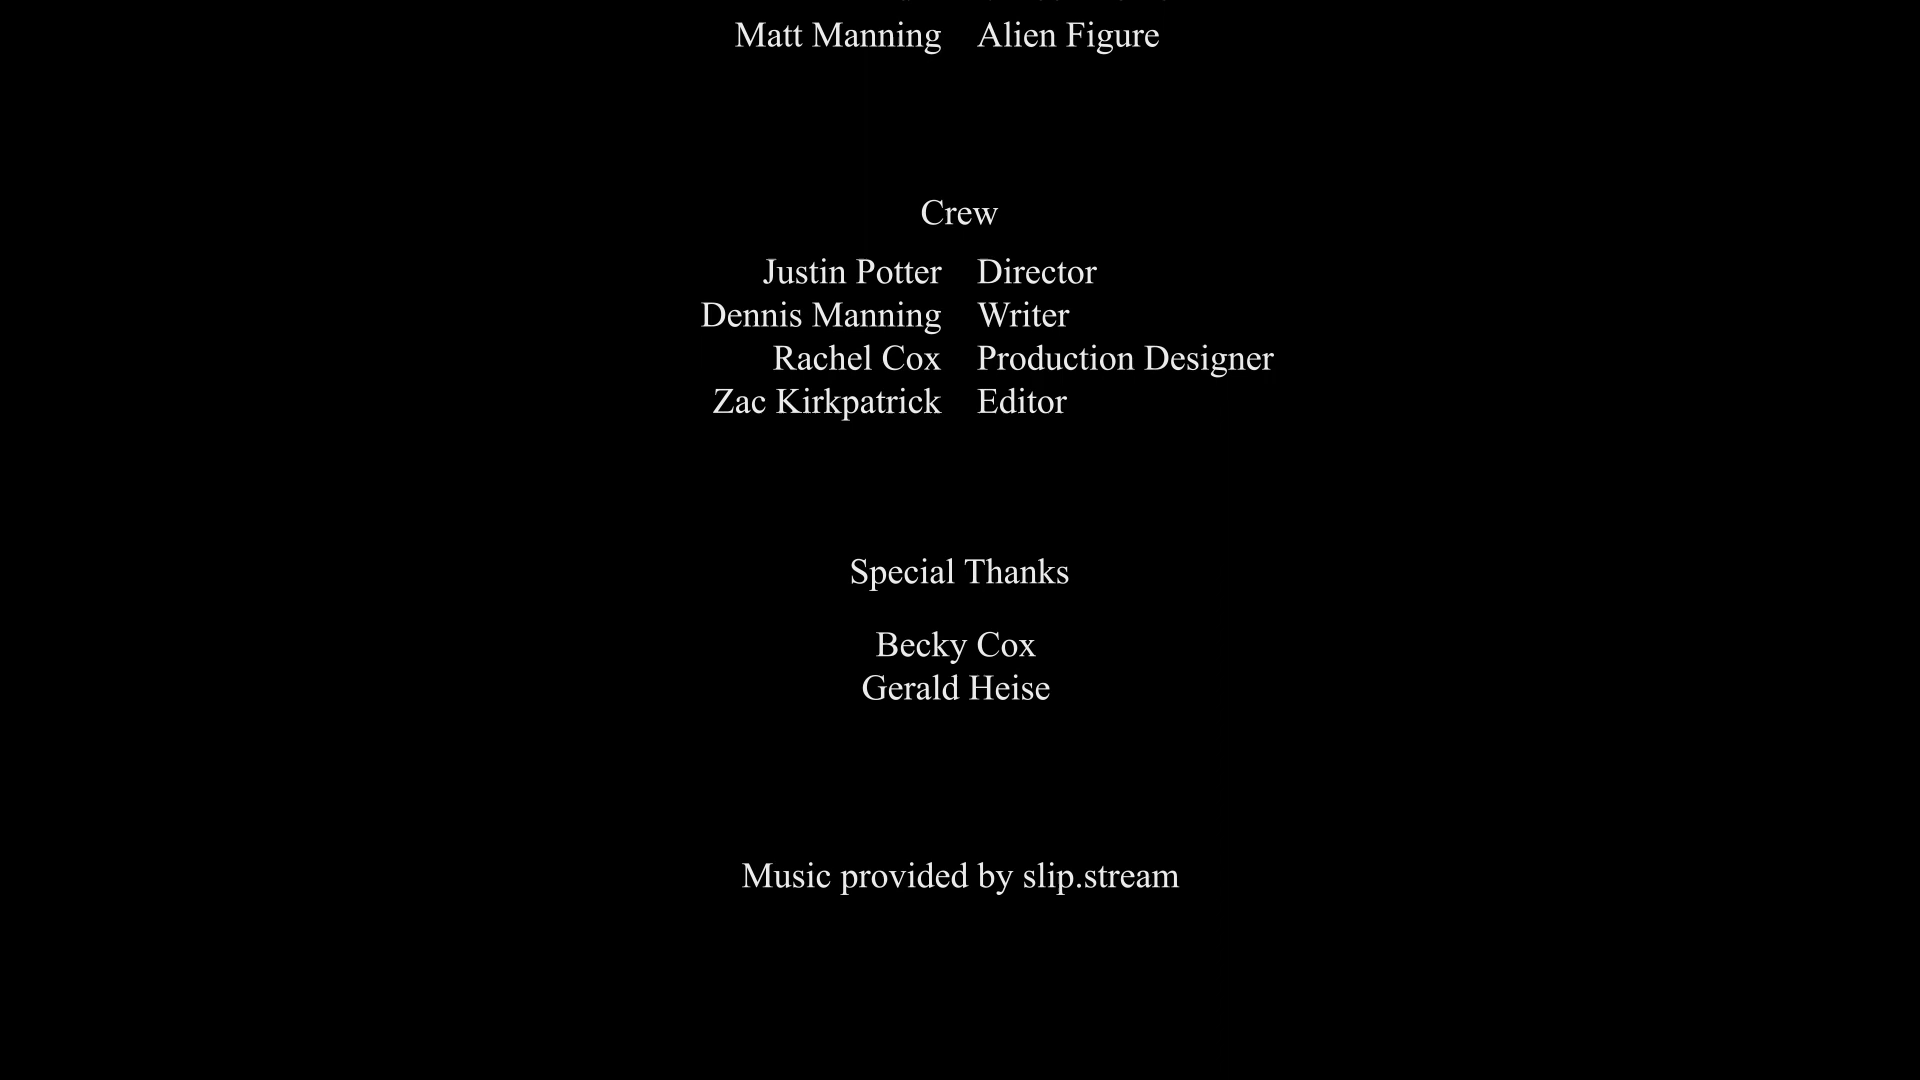 Matt Manning Alien Figure
Crew
Justin Potter Director
Dennis Manning Writer
Rachel Cox Production Designer
Zac Kirkpatrick Editor
Special Thanks
Becky Cox
Gerald Heise
Music provided by slip.stream